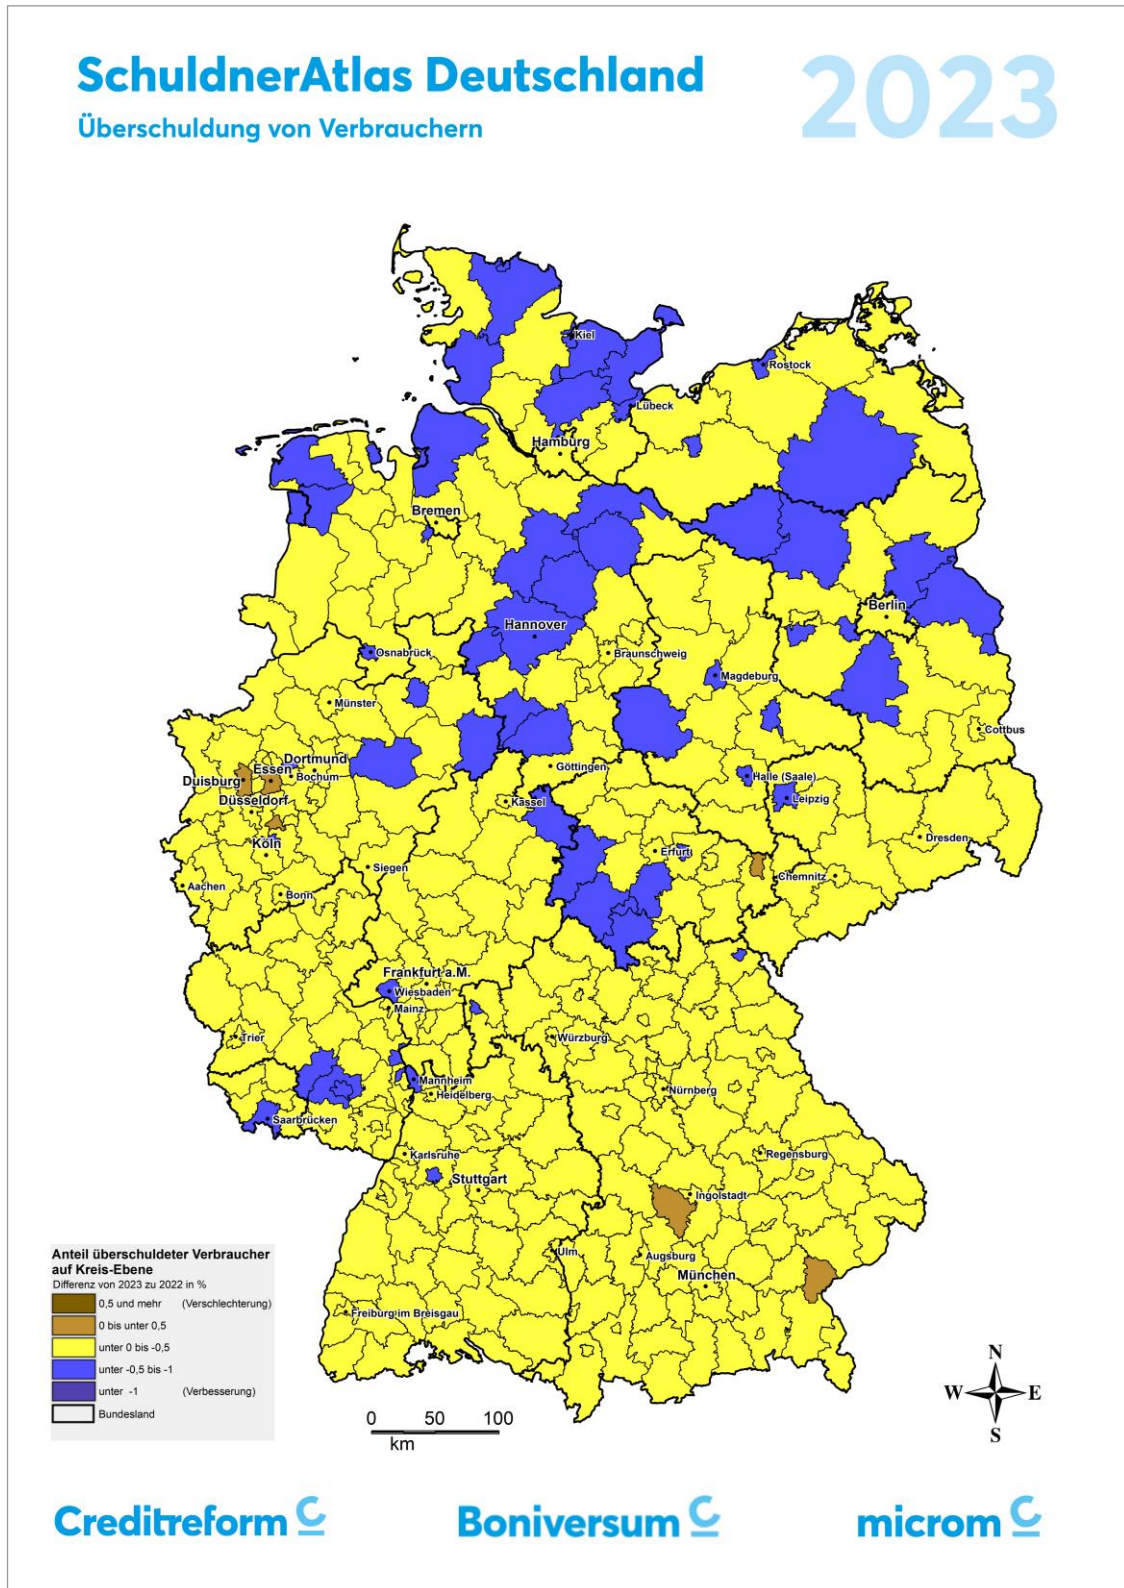 SchuldnerAtlas Deutschland
2023
Überschuldung von Verbrauchern
Kiel
Rostock
Lübeck
Hamburg
Bremen
Berlin
Hannover
Osnabrück
Braunschweig
Magdeburg
Münster
Cottbus
Dortmund
Essen
Duisburg
Bochum
Göttingen
Halle (Saale)
Düsseldorf
Kassel
Leipzig
Dresden
Köln
Erfurt
Siegen
Chemnitz
Aachen
Bonn
Frankfurt a.M.
Wiesbaden
Mainz
Trier
Würzburg
Mannheim
Nürnberg
Heidelberg
Saarbrücken
Karlsruhe
Regensburg
Stuttgart
Ingolstadt
Ulm
Augsburg
München
Freiburg im Breisgau
Anteil überschuldeter Verbraucher
auf Kreis-Ebene
Differenz von 2023 zu 2022 in %
0,5 und mehr (Verschlechterung)
0 bis unter 0,5
unter 0 bis -0,5
unter -0,5 bis -1
unter -1 (Verbesserung)
Bundesland
0 50 100
km
N
W E
S
Creditreform C
Boniversum C
microm C